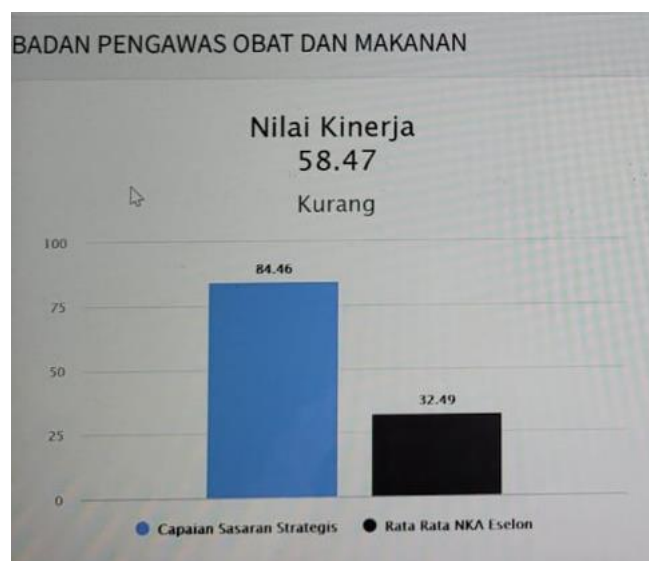 BADAN PENGAWAS OBAT DAN MAKANAN
Nilai Kinerja
58.47
Kurang
100
84.46
75
50
32.49
25
0
Capaian Sasaran Strategis
Rata Rata NKA Eselon